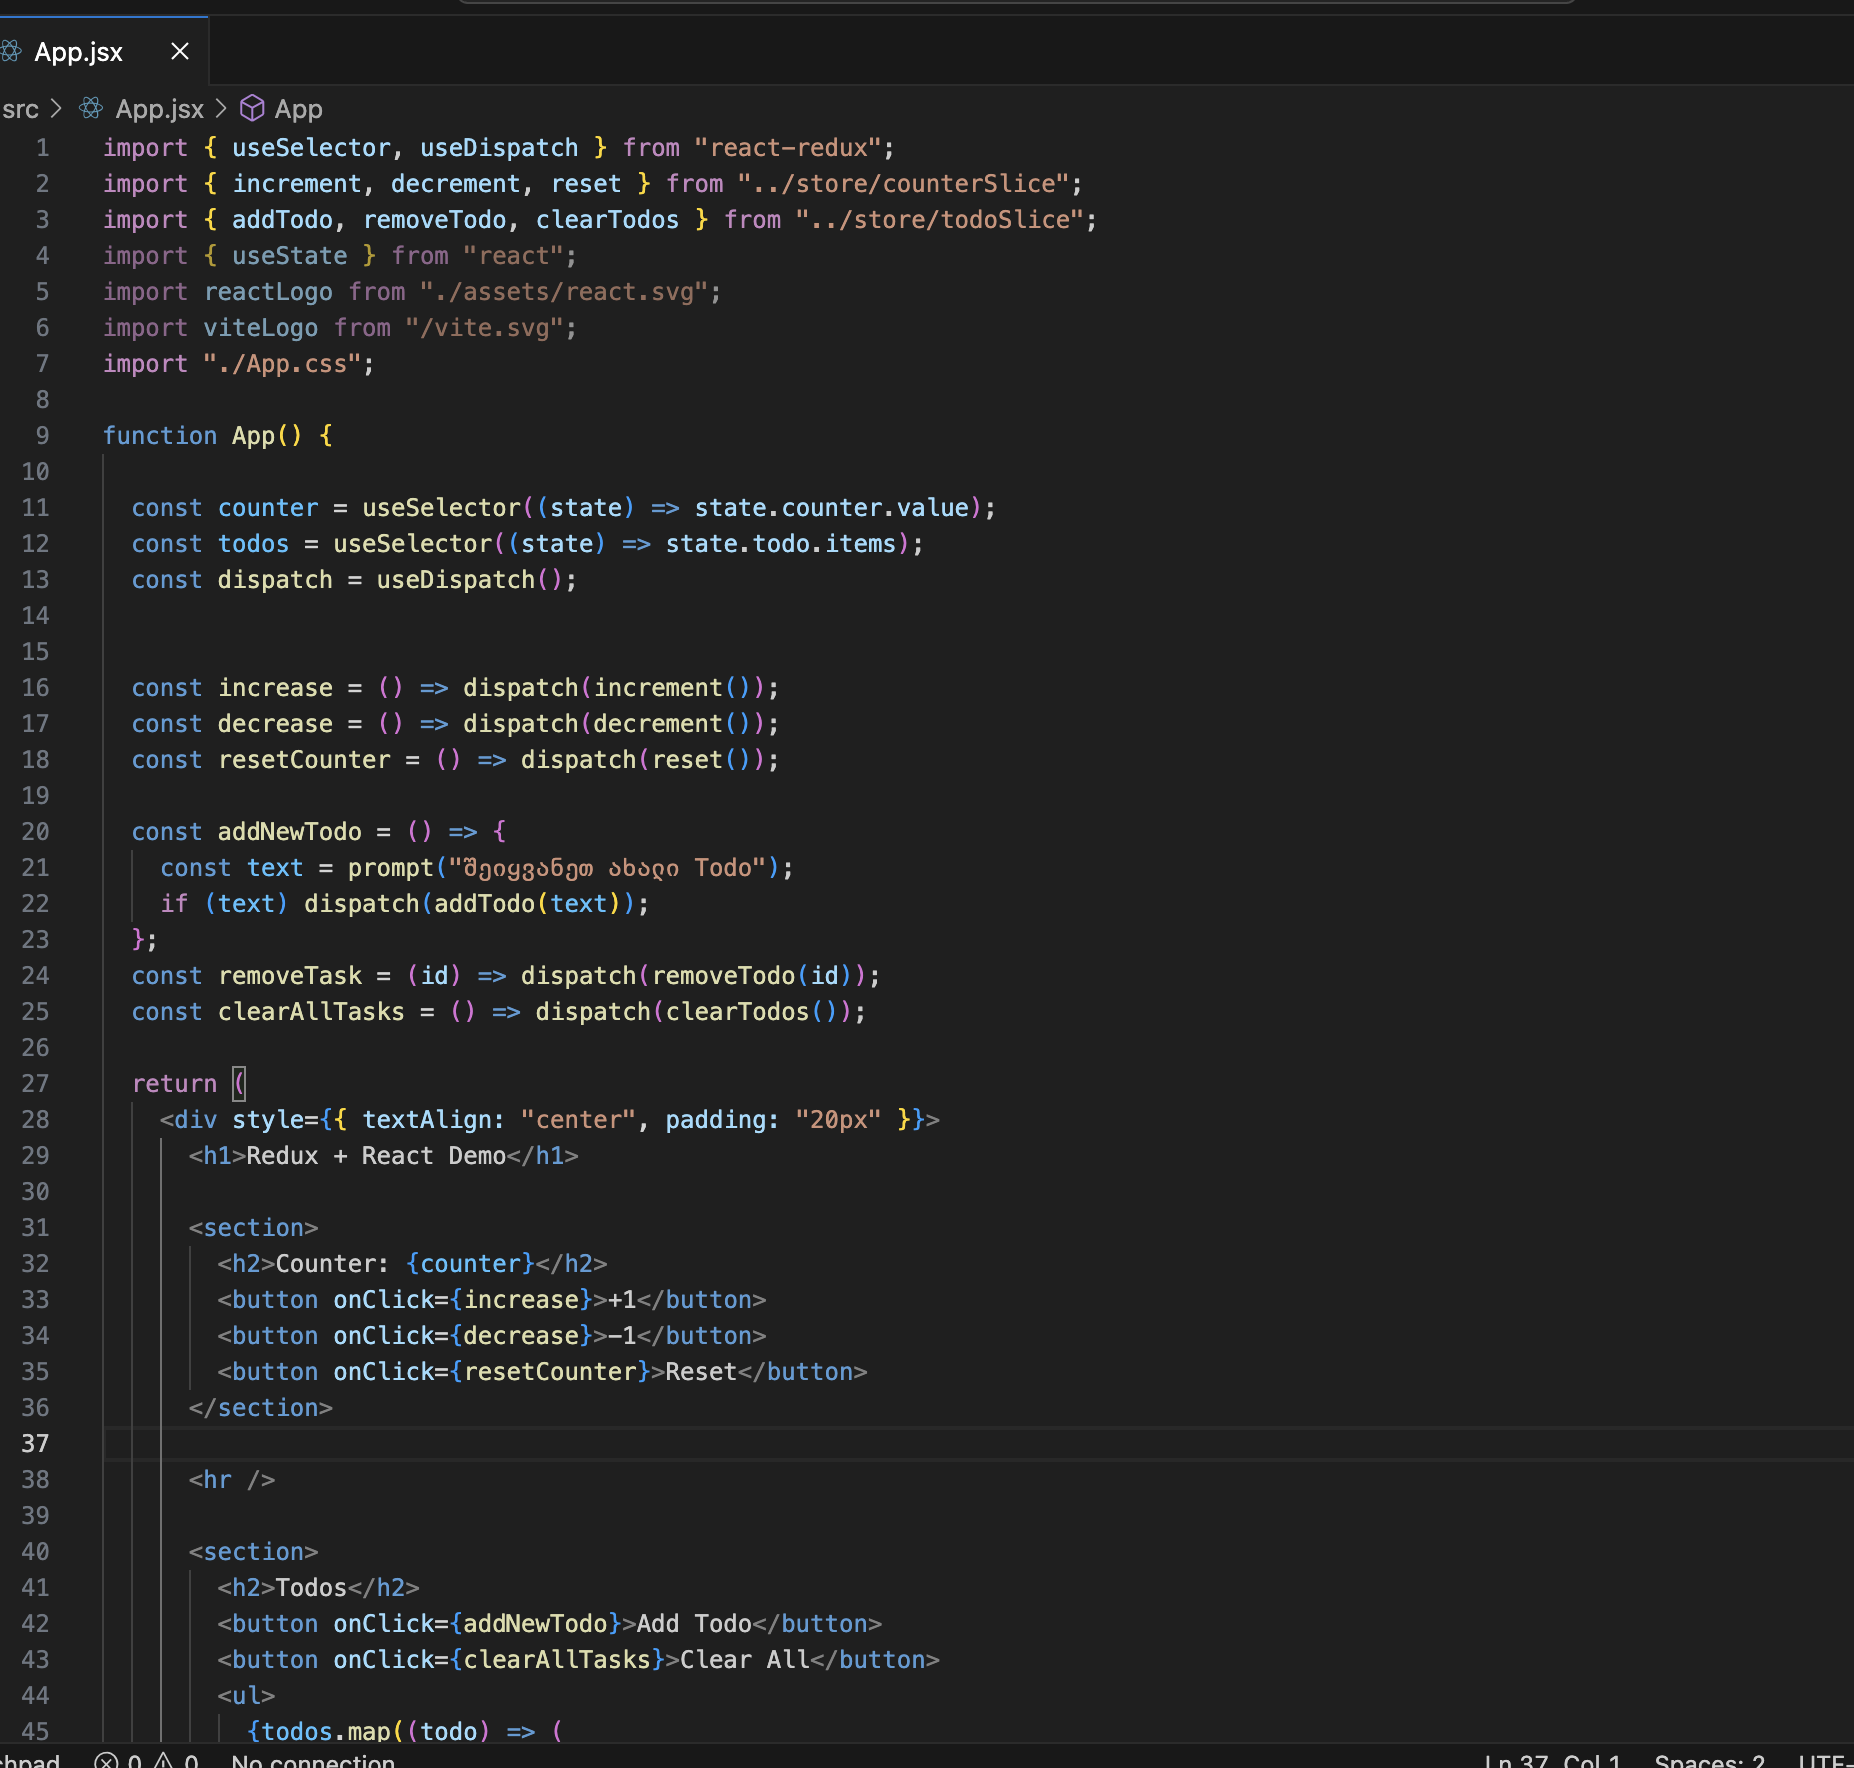 App.jsx
src > App.jsx > App
1 import { useSelector, useDispatch } from "react-redux";
2 import { increment, decrement, reset } from "../store/counterSlice";
3 import { addTodo, removeTodo, clearTodos } from "../store/todoSlice";
4 import { useState } from "react";
5 import reactLogo from "./assets/react.svg";
6 import viteLogo from "/vite.svg";
7 import "./App.css";
8
9 function App() {
10
11 const counter = useSelector((state) => state.counter.value);
12 const todos = useSelector((state) => state.todo.items);
13 const dispatch = useDispatch();
14
15
16 const increase = () => dispatch(increment());
17 const decrease = () => dispatch(decrement());
18 const resetCounter = () => dispatch(reset());
19
20 const addNewTodo = () => {
21 const text = prompt("შეიყვანეთ ახალი Todo");
22 if (text) dispatch(addTodo(text));
23 };
24 const removeTask = (id) => dispatch(removeTodo(id));
25 const clearAllTasks = () => dispatch(clearTodos());
26
27 return (
28 <div style={{ textAlign: "center", padding: "20px" }}>
29 <h1>Redux + React Demo</h1>
30
31 <section>
32 <h2>Counter: {counter}</h2>
33 <button onClick={increase}>+1</button>
34 <button onClick={decrease}>-1</button>
35 <button onClick={resetCounter}>Reset</button>
36 </section>
37
38 <hr />
39
40 <section>
41 <h2>Todos</h2>
42 <button onClick={addNewTodo}>Add Todo</button>
43 <button onClick={clearAllTasks}>Clear All</button>
44 <ul>
45 {todos.map((todo) => (
0 0 No connection Ln 37, Col 1 Spaces: 2